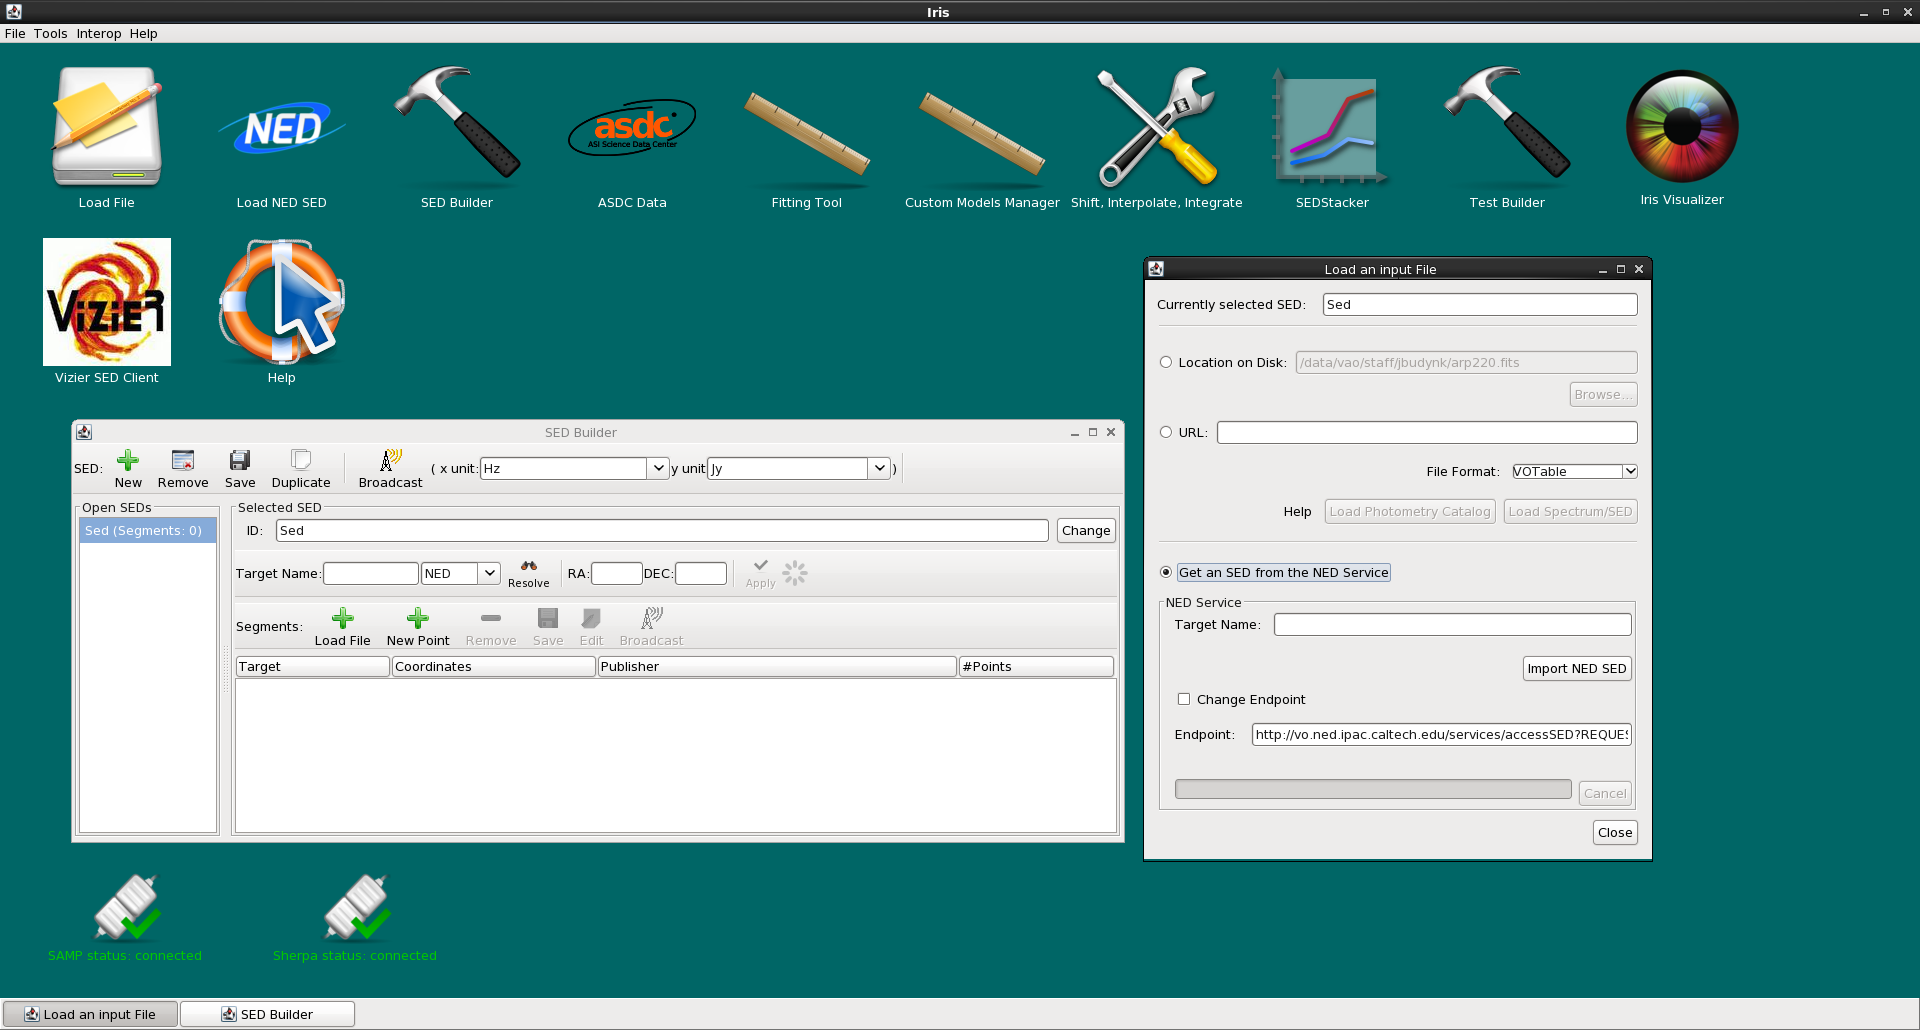 Iris
File Tools Interop Help
NED
asdc
ASI Science Data Center
Load File
Load NED SED
SED Builder
ASDC Data
Fitting Tool
Custom Models Manager
Shift, Interpolate, Integrate
SEDStacker
Test Builder
Iris Visualizer
VIZIER
Vizier SED Client
Help
SED Builder
SED: New Remove Save Duplicate Broadcast ( x unit: Hz y unit Jy )
Open SEDs
Sed (Segments: 0)
Selected SED
ID: Sed Change
Target Name: NED Resolve RA: DEC: Apply
Segments: Load File New Point Remove Save Edit Broadcast
Target Coordinates Publisher #Points
Load an input File
Currently selected SED: Sed
Location on Disk: /data/vao/staff/jbudynk/arp220.fits
Browse...
URL:
File Format: VOTable
Help Load Photometry Catalog Load Spectrum/SED
Get an SED from the NED Service
NED Service
Target Name:
Import NED SED
Change Endpoint
Endpoint: http://vo.ned.ipac.caltech.edu/services/accessSED?REQUES
Cancel
Close
SAMP status: connected
Sherpa status: connected
Load an input File
SED Builder